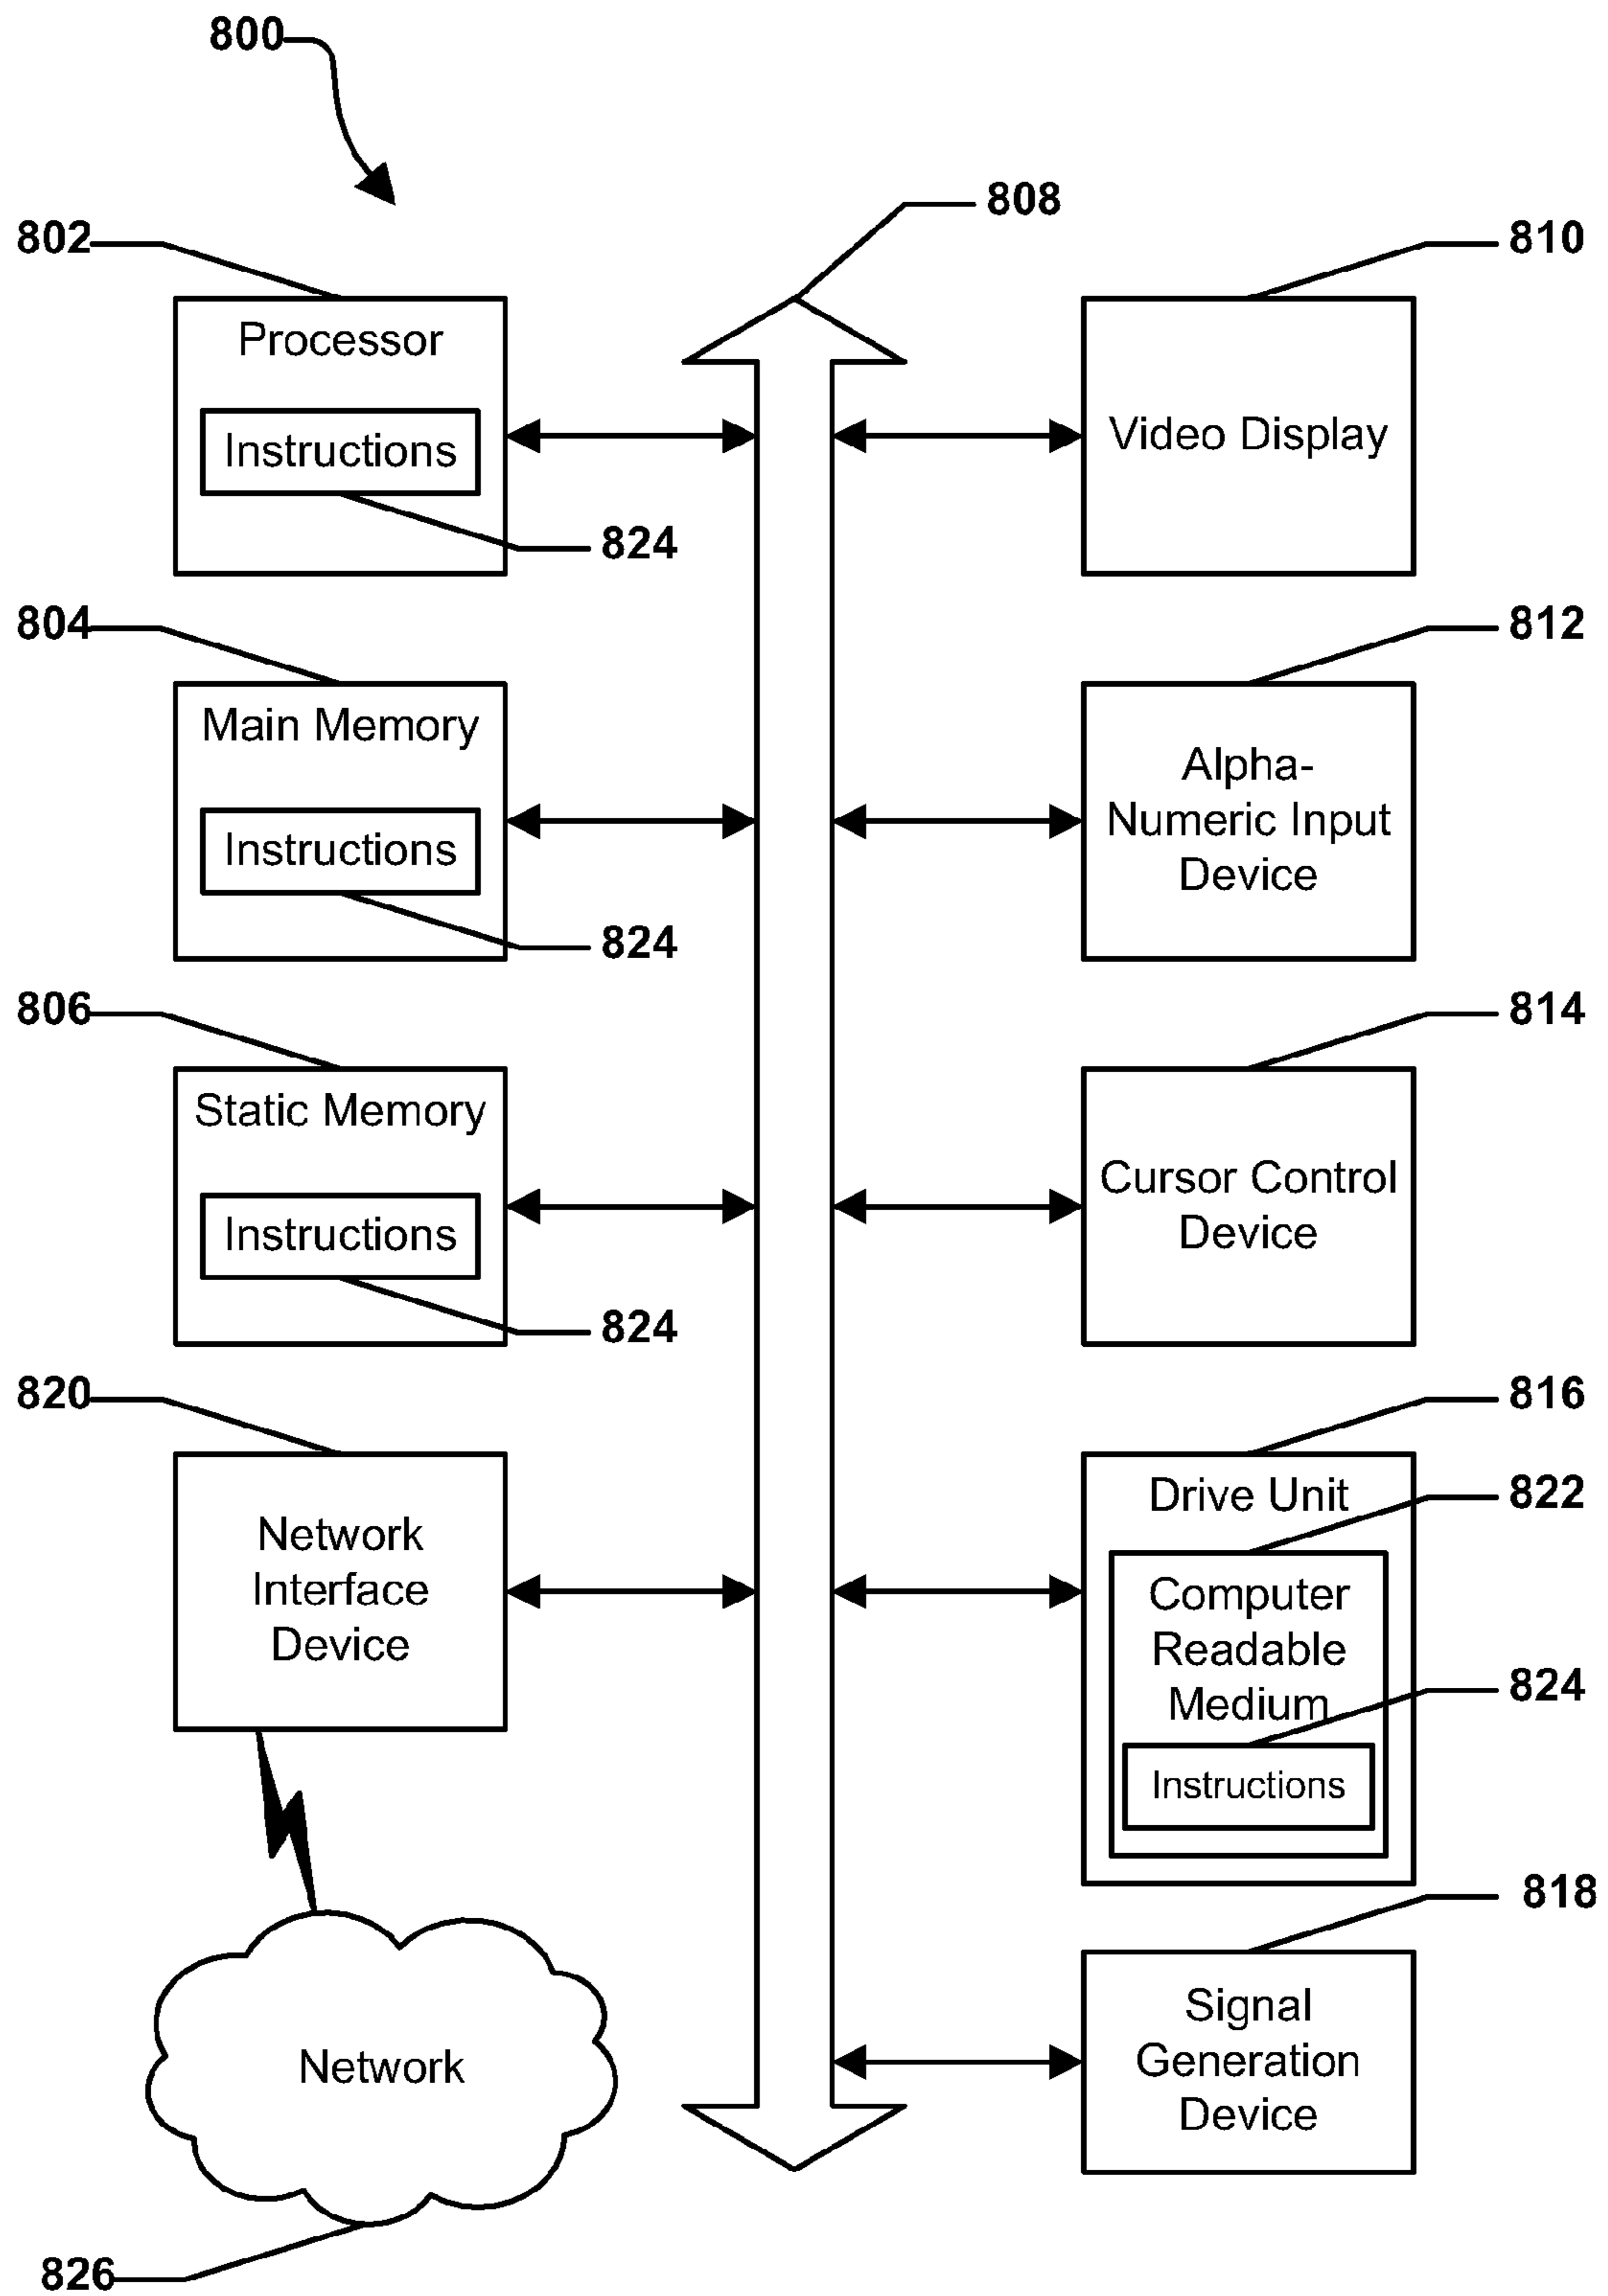 800
808
802
810
Processor
Instructions
824
Video Display
804
812
Main Memory
Instructions
824
Alpha-
Numeric Input
Device
806
814
Static Memory
Instructions
824
Cursor Control
Device
820
816
Network
Interface
Device
Drive Unit
822
Computer
Readable
Medium
824
Instructions
818
Network
Signal
Generation
Device
826